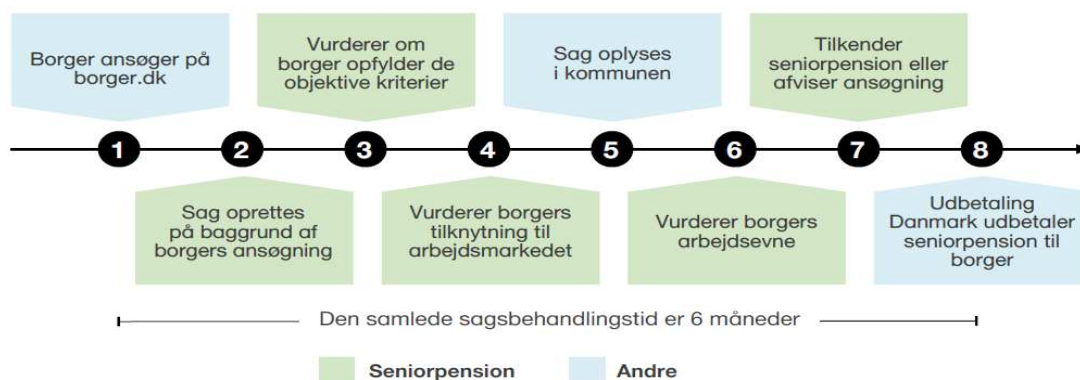 Borger ansøger på
borger.dk
Vurderer om
borger opfylder de
objektive kriterier
Sag oplyses
i kommunen
Tilkender
seniorpension eller
afviser ansøgning
1
2
3
4
5
6
7
8
Sag oprettes
på baggrund af
borgers ansøgning
Vurderer borgers
tilknytning til
arbejdsmarkedet
Vurderer borgers
arbejdsevne
Udbetaling
Danmark udbetaler
seniorpension til
borger
Den samlede sagsbehandlingstid er 6 måneder
Seniorpension
Andre